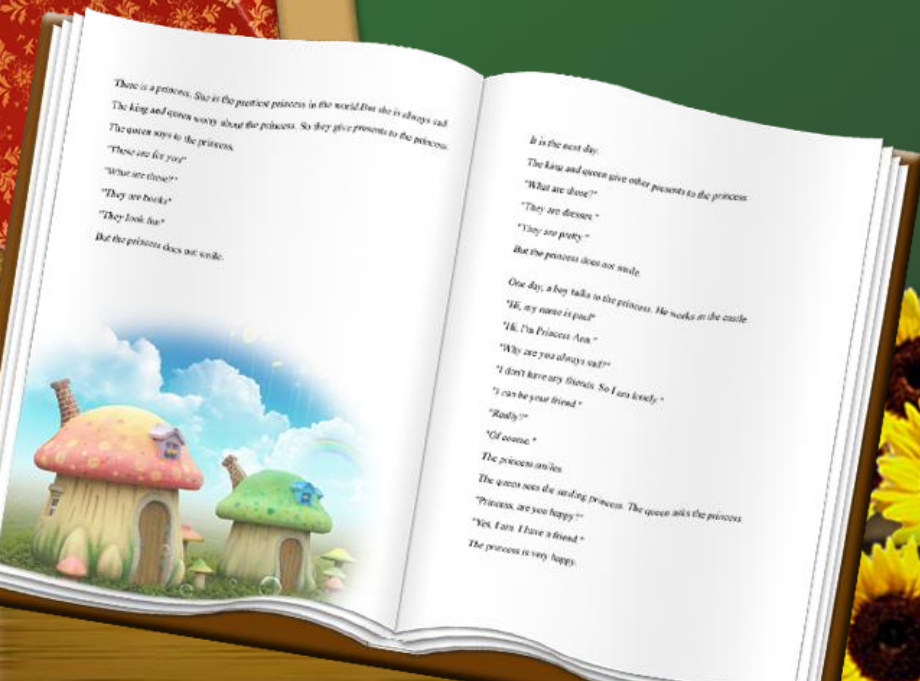 "There is a princess. She is the prettiest princess in the world.But she is always sad.
The king and queen worry about the princess. So they give presents to the princess.
The queen says to the princess.
"These are for you!"
"What are these?"
"They are books"
"They look fun"
But the princess does not smile.
It is the next day.
The king and queen give other presents to the princess
"What are those?"
"They are dresses."
"They are pretty."
But the princess does not smile.
One day, a boy talks to the princess. He works in the castle.
"Hi, my name is paul"
"Hi, I'm Princess Ann."
"Why are you always sad?"
"I don't have any friends. So I am lonely."
"I can be your friend."
"Really?"
"Of course."
The princess smiles.
The queen sees the smiling princess. The queen asks the princess
"Princess, are you happy?"
"Yes, I am. I have a friend."
The princess is very happy.